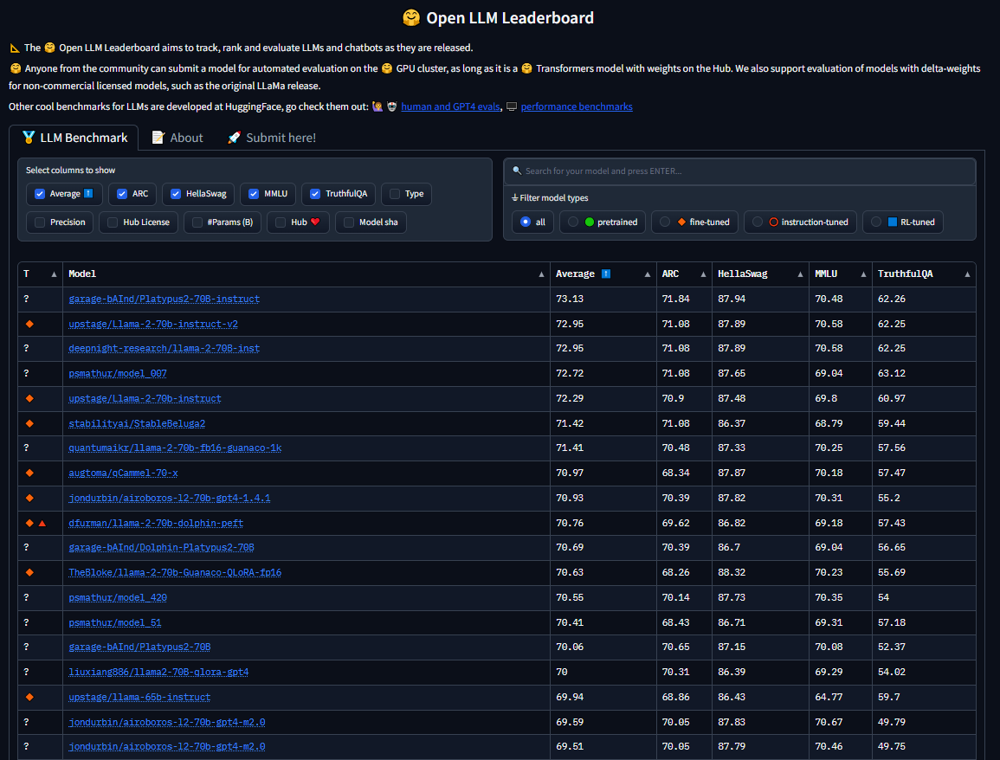 🤗 Open LLM Leaderboard
📐 The 🤗 Open LLM Leaderboard aims to track, rank and evaluate LLMs and chatbots as they are released.
🤗 Anyone from the community can submit a model for automated evaluation on the 🤗 GPU cluster, as long as it is a 🤗 Transformers model with weights on the Hub. We also support evaluation of models with delta-weights
for non-commercial licensed models, such as the original LLaMa release.
Other cool benchmarks for LLMs are developed at HuggingFace, go check them out: 🙋 🤖 human and GPT4 evals, 🖥️ performance benchmarks
🏅 LLM Benchmark 📝 About 🚀 Submit here!
Select columns to show
Average ⬆️ ARC HellaSwag MMLU TruthfulQA Type
Precision Hub License #Params (B) Hub ❤️ Model sha
🔍 Search for your model and press ENTER...
⏚ Filter model types
all 🟢 pretrained 🔶 fine-tuned ⭕ instruction-tuned 🟦 RL-tuned
T Model Average ⬆️ ARC HellaSwag MMLU TruthfulQA
? garage-bAInd/Platypus2-70B-instruct 73.13 71.84 87.94 70.48 62.26
🔶 upstage/Llama-2-70b-instruct-v2 72.95 71.08 87.89 70.58 62.25
? deepnight-research/llama-2-70B-inst 72.95 71.08 87.89 70.58 62.25
? psmathur/model_007 72.72 71.08 87.65 69.04 63.12
🔶 upstage/Llama-2-70b-instruct 72.29 70.9 87.48 69.8 60.97
🔶 stabilityai/StableBeluga2 71.42 71.08 86.37 68.79 59.44
? quantumaikr/llama-2-70b-fb16-guanaco-1k 71.41 70.48 87.33 70.25 57.56
🔶 augtoma/qCammel-70-x 70.97 68.34 87.87 70.18 57.47
🔶 jondurbin/airoboros-l2-70b-gpt4-1.4.1 70.93 70.39 87.82 70.31 55.2
🔶🔺 dfurman/llama-2-70b-dolphin-peft 70.76 69.62 86.82 69.18 57.43
? garage-bAInd/Dolphin-Platypus2-70B 70.69 70.39 86.7 69.04 56.65
🔶 TheBloke/llama-2-70b-Guanaco-QLoRA-fp16 70.63 68.26 88.32 70.23 55.69
? psmathur/model_420 70.55 70.14 87.73 70.35 54
? psmathur/model_51 70.41 68.43 86.71 69.31 57.18
? garage-bAInd/Platypus2-70B 70.06 70.65 87.15 70.08 52.37
? liuxiang886/llama2-70B-qlora-gpt4 70 70.31 86.39 69.29 54.02
🔶 upstage/llama-65b-instruct 69.94 68.86 86.43 64.77 59.7
? jondurbin/airoboros-l2-70b-gpt4-m2.0 69.59 70.05 87.83 70.67 49.79
? jondurbin/airoboros-l2-70b-gpt4-m2.0 69.51 70.05 87.79 70.46 49.75